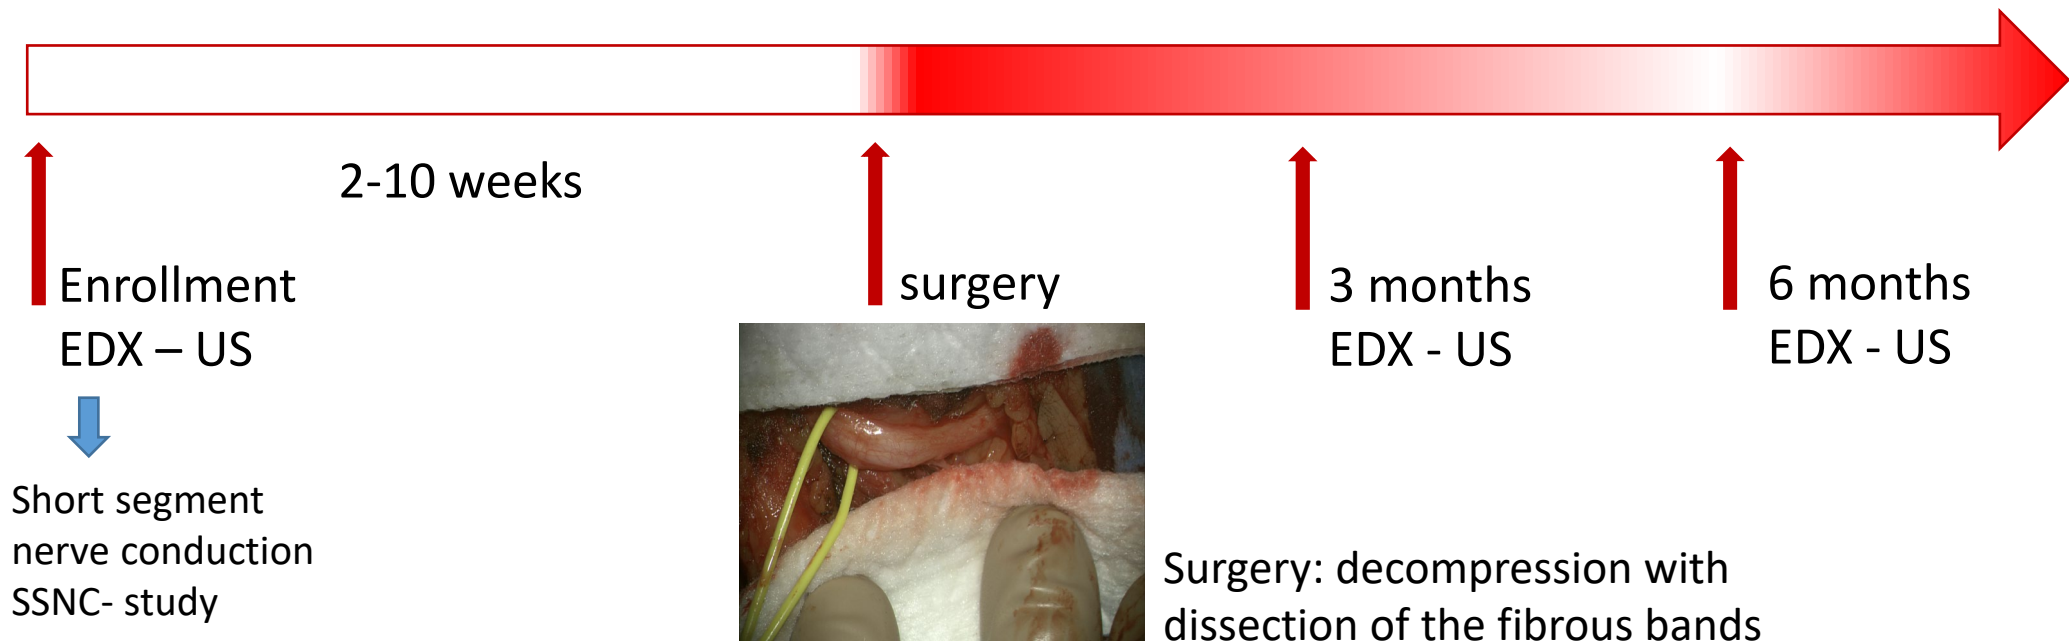 2-10 weeks
Enrollment
EDX – US
surgery
3 months
EDX - US
6 months
EDX - US
Short segment
nerve conduction
SSNC- study
Surgery: decompression with
dissection of the fibrous bands